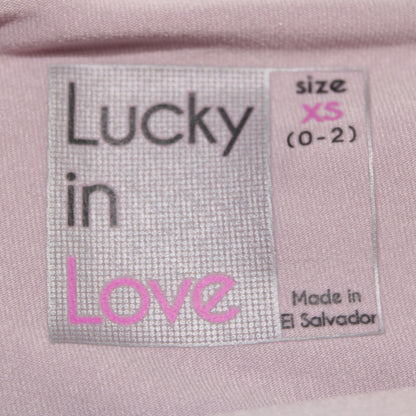 Lucky
in
Love
size
XS
(0-2)
Made in
El Salvador